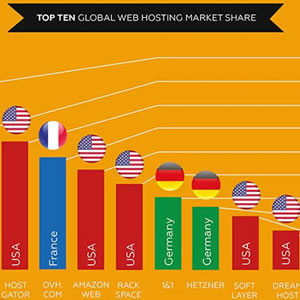 TOP TEN GLOBAL WEB HOSTING MARKET SHARE
USA
France
USA
USA
Germany
Germany
USA
USA
HOST
GATOR
OVH.
COM
AMAZON
WEB
RACK
SPACE
1&1
HETZNER
SOFT
LAYER
DREAM
HOST